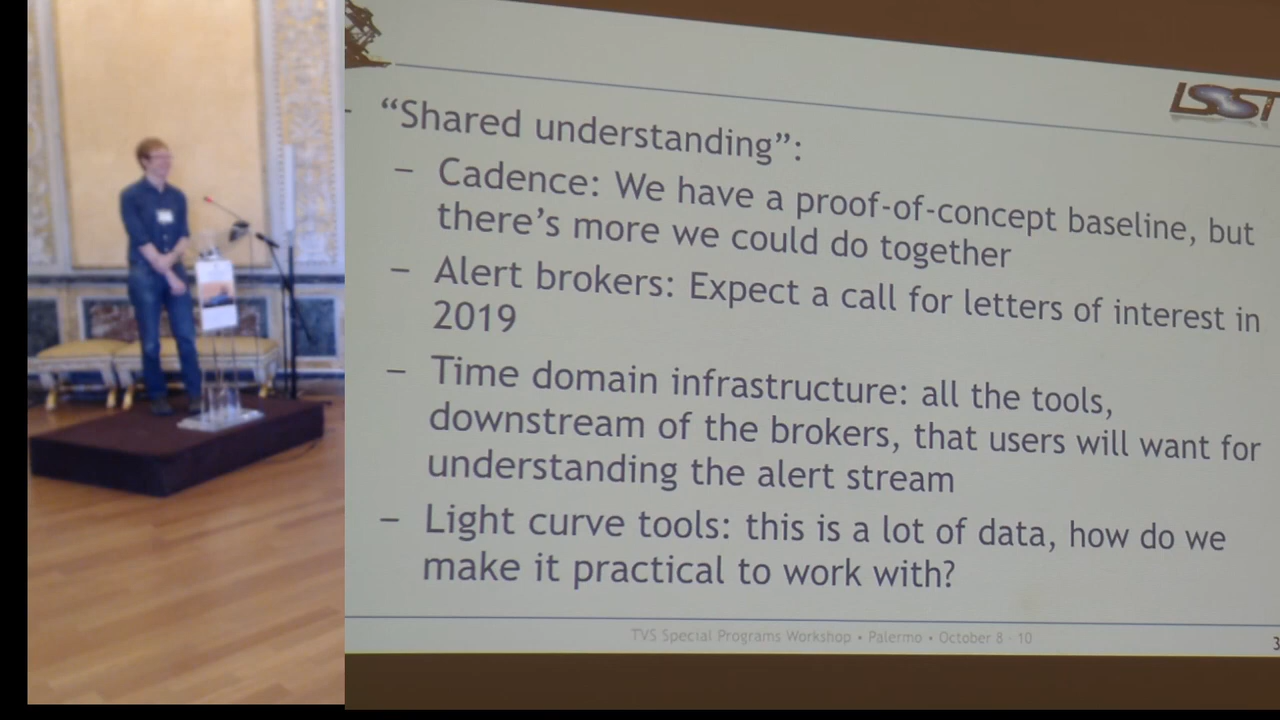 LSST
- “Shared understanding”:
– Cadence: We have a proof-of-concept baseline, but
there’s more we could do together
– Alert brokers: Expect a call for letters of interest in
2019
– Time domain infrastructure: all the tools,
downstream of the brokers, that users will want for
understanding the alert stream
– Light curve tools: this is a lot of data, how do we
make it practical to work with?
TVS Special Programs Workshop • Palermo • October 8 - 10